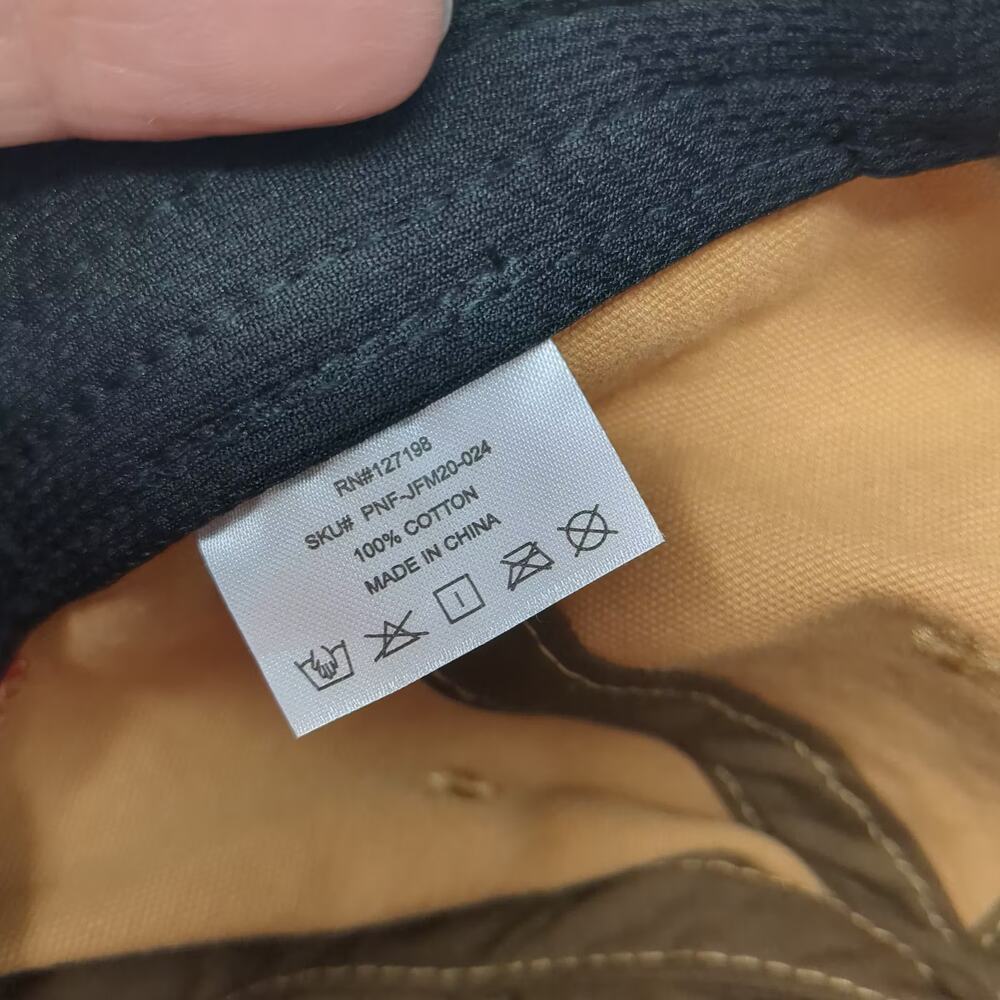 RN#127198
SKU# PNF-JFM20-024
100% COTTON
MADE IN CHINA